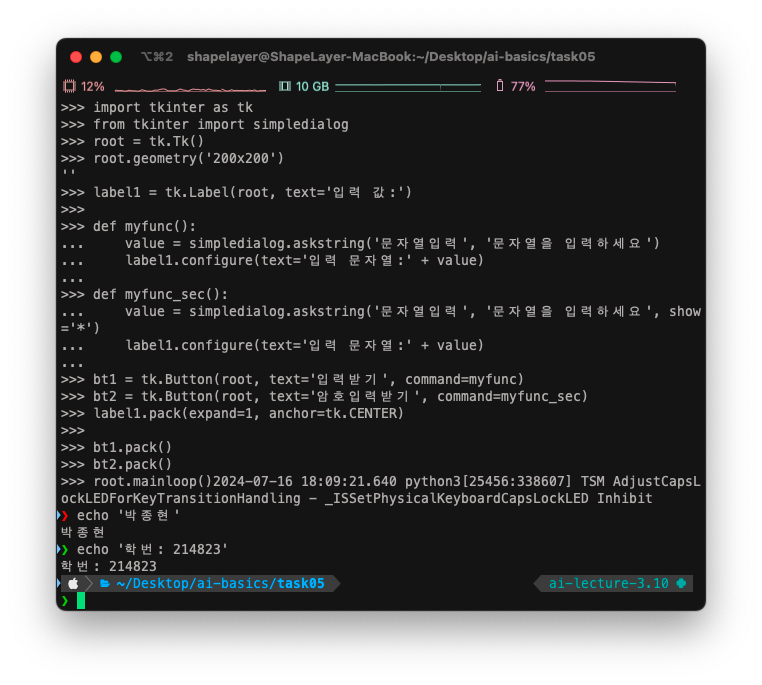 ⌥⌘2 shapelayer@ShapeLayer-MacBook:~/Desktop/ai-basics/task05
12% 10 GB 77%
>>> import tkinter as tk
>>> from tkinter import simpledialog
>>> root = tk.Tk()
>>> root.geometry('200x200')
''
>>> label1 = tk.Label(root, text='입력 값:')
>>>
>>> def myfunc():
...     value = simpledialog.askstring('문자열입력', '문자열을 입력하세요')
...     label1.configure(text='입력 문자열:' + value)
...
>>> def myfunc_sec():
...     value = simpledialog.askstring('문자열입력', '문자열을 입력하세요', show
='*')
...     label1.configure(text='입력 문자열:' + value)
...
>>> bt1 = tk.Button(root, text='입력받기', command=myfunc)
>>> bt2 = tk.Button(root, text='암호입력받기', command=myfunc_sec)
>>> label1.pack(expand=1, anchor=tk.CENTER)
>>>
>>> bt1.pack()
>>> bt2.pack()
>>> root.mainloop()2024-07-16 18:09:21.640 python3[25456:338607] TSM AdjustCapsL
ockLEDForKeyTransitionHandling - _ISSetPhysicalKeyboardCapsLockLED Inhibit
❯ echo '박종현'
박종현
❯ echo '학번: 214823'
학번: 214823
~/Desktop/ai-basics/task05 ai-lecture-3.10
❯